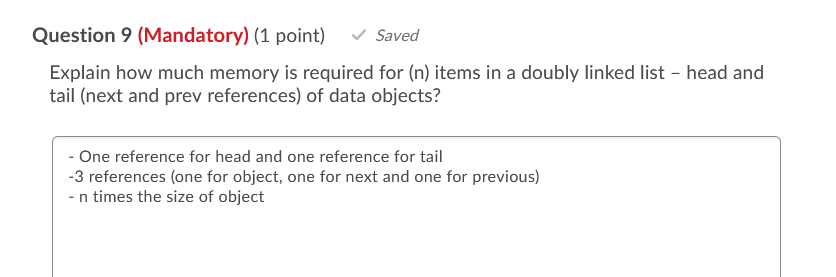 Question 9 (Mandatory) (1 point) Saved
Explain how much memory is required for (n) items in a doubly linked list – head and
tail (next and prev references) of data objects?
- One reference for head and one reference for tail
-3 references (one for object, one for next and one for previous)
- n times the size of object